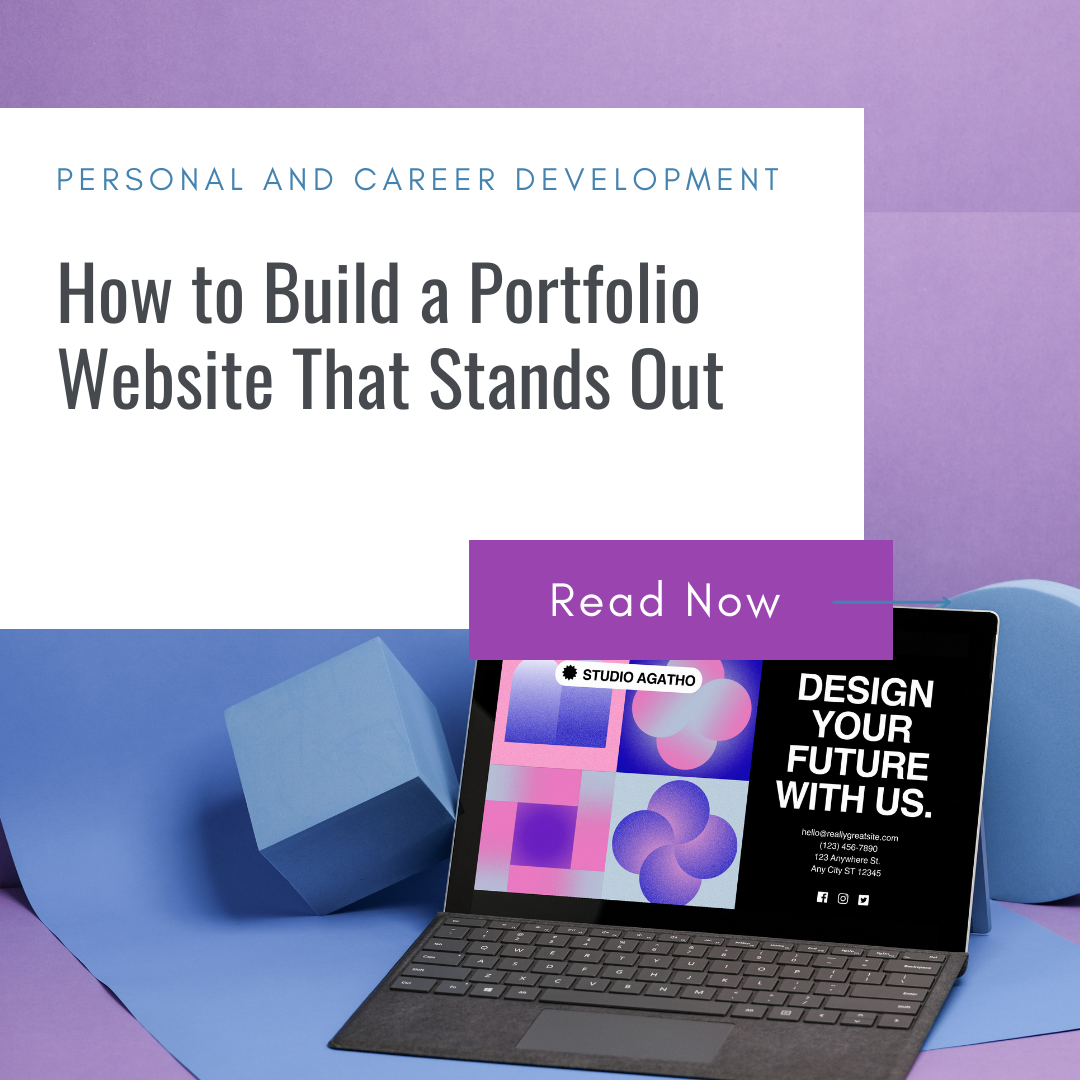 PERSONAL AND CAREER DEVELOPMENT
How to Build a Portfolio
Website That Stands Out
Read Now
STUDIO AGATHO
DESIGN
YOUR
FUTURE
WITH US.
hello@reallygreatsite.com
(123) 456-7890
123 Anywhere St.
Any City ST 12345